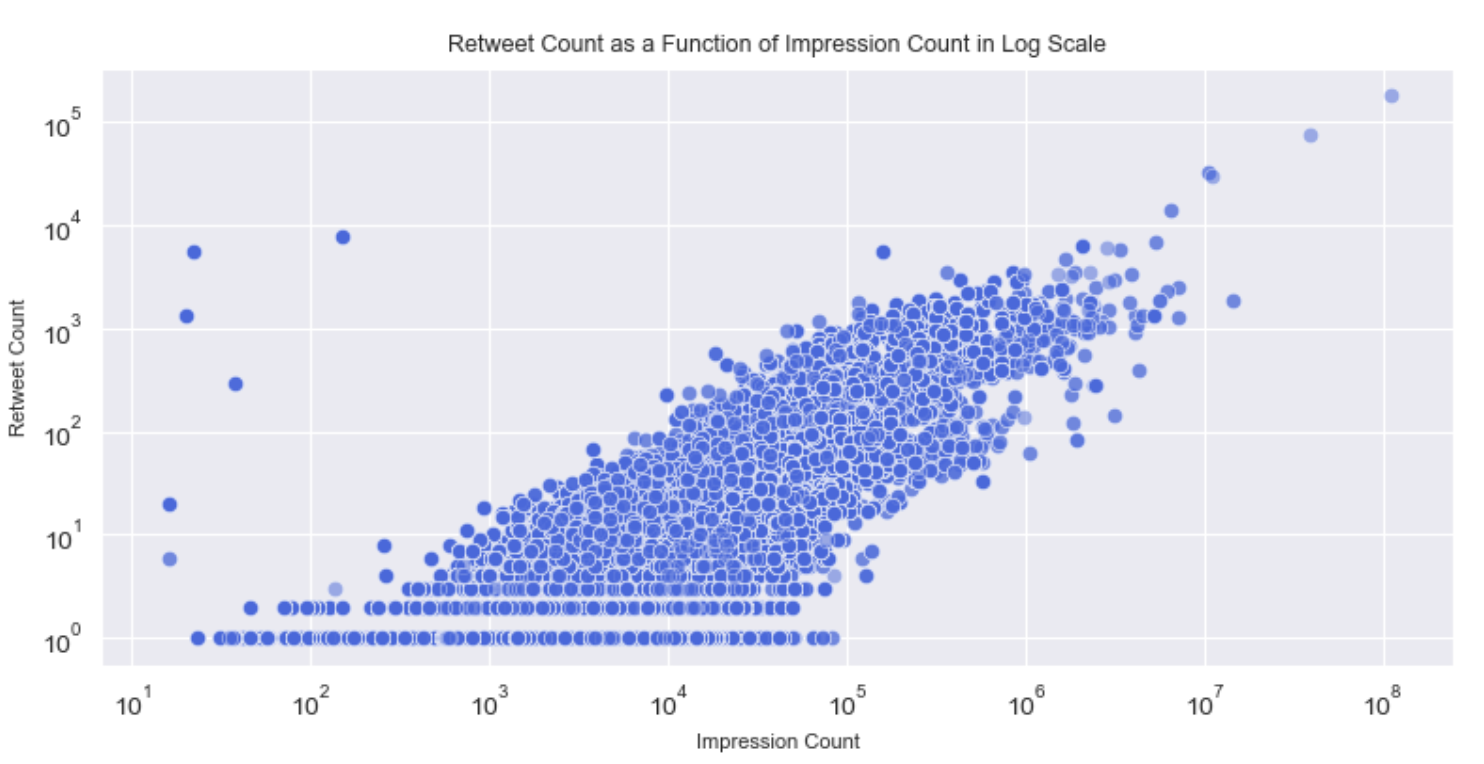 Retweet Count as a Function of Impression Count in Log Scale
Retweet Count
10^5
10^4
10^3
10^2
10^1
10^0
10^1 10^2 10^3 10^4 10^5 10^6 10^7 10^8
Impression Count